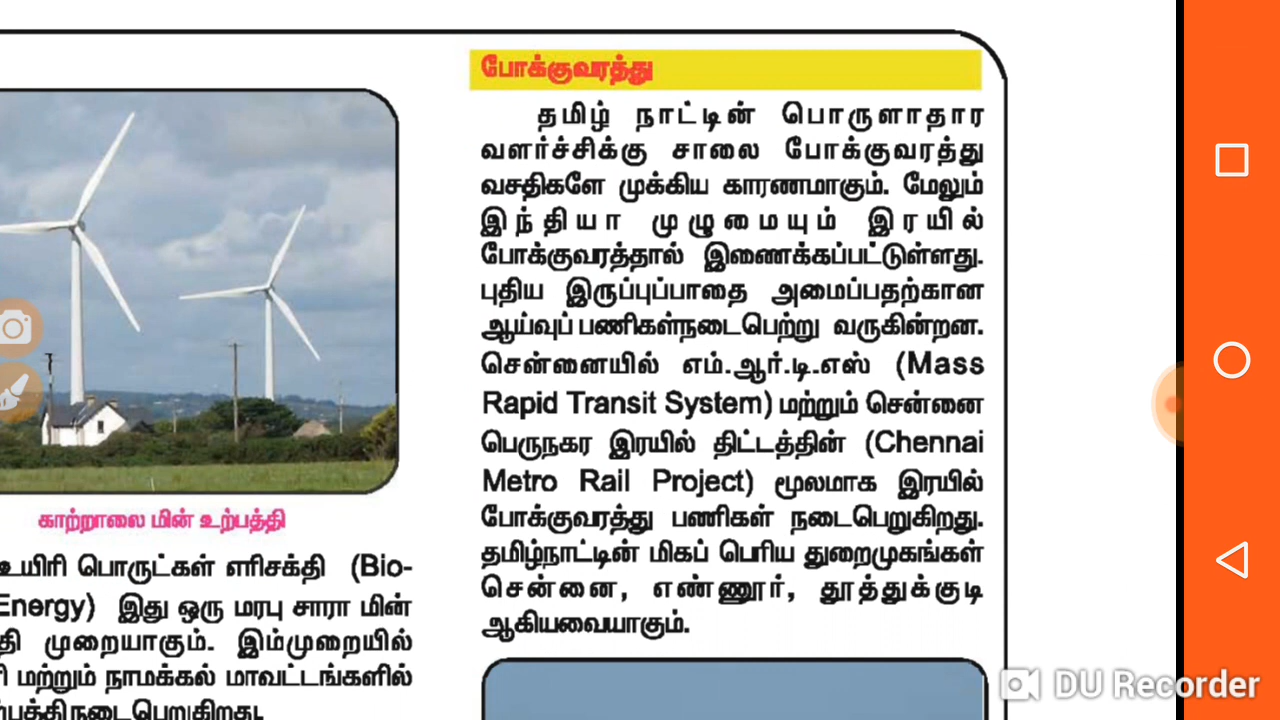 காற்றாலை மின் உற்பத்தி
உயிரி பொருட்கள் எரிசக்தி (Bio-
Energy) இது ஒரு மரபு சாரா மின்
முறையாகும். இம்முறையில்
மற்றும் நாமக்கல் மாவட்டங்களில்
நடைபெறுகிறது.
போக்குவரத்து
தமிழ் நாட்டின் பொருளாதார
வளர்ச்சிக்கு சாலை போக்குவரத்து
வசதிகளே முக்கிய காரணமாகும். மேலும்
இந்தியா முழுமையும் இரயில்
போக்குவரத்தால் இணைக்கப்பட்டுள்ளது.
புதிய இருப்புப்பாதை அமைப்பதற்கான
ஆய்வுப் பணிகள்நடைபெற்று வருகின்றன.
சென்னையில் எம்.ஆர்.டி.எஸ் (Mass
Rapid Transit System) மற்றும் சென்னை
பெருநகர இரயில் திட்டத்தின் (Chennai
Metro Rail Project) மூலமாக இரயில்
போக்குவரத்து பணிகள் நடைபெறுகிறது.
தமிழ்நாட்டின் மிகப் பெரிய துறைமுகங்கள்
சென்னை, எண்ணூர், தூத்துக்குடி
ஆகியவையாகும்.
DU Recorder